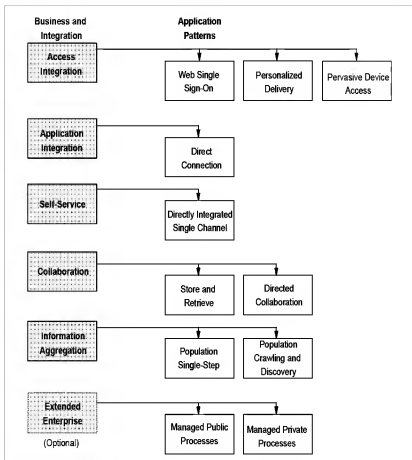 Business and
Integration
Application
Patterns
Access
Integration
Web Single
Sign-On
Personalized
Delivery
Pervasive Device
Access
Application
Integration
Direct
Connection
Self-Service
Directly Integrated
Single Channel
Collaboration
Store and
Retrieve
Directed
Collaboration
Information
Aggregation
Population
Single-Step
Population
Crawling and
Discovery
Extended
Enterprise
(Optional)
Managed Public
Processes
Managed Private
Processes